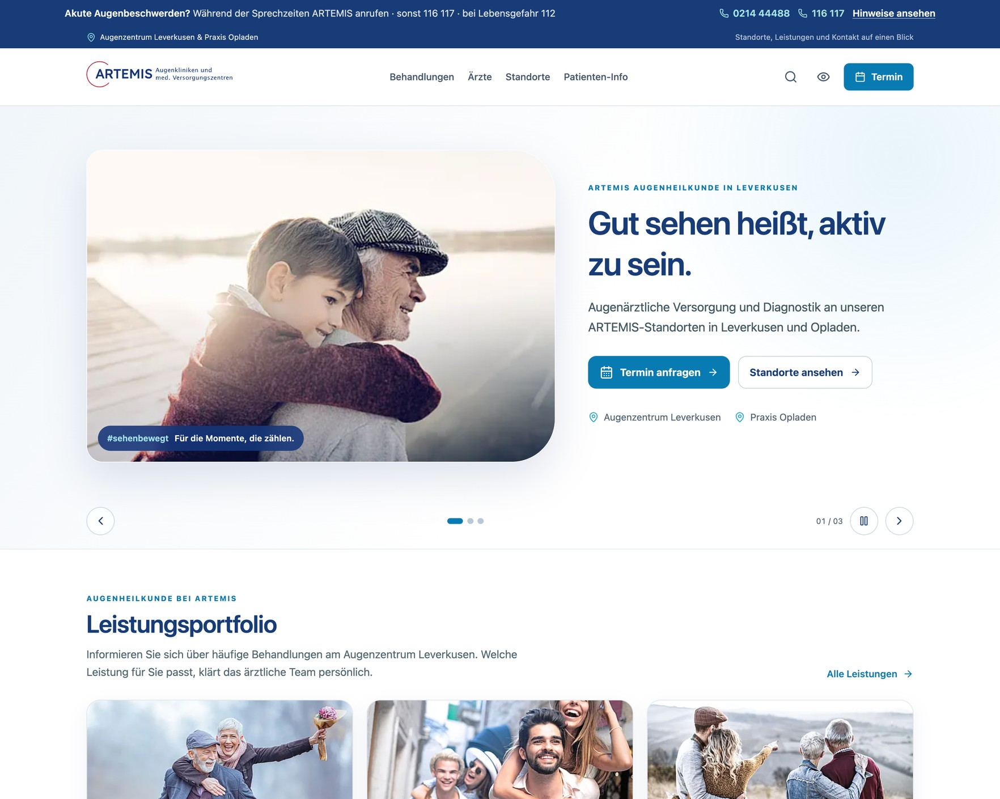 Akute Augenbeschwerden? Während der Sprechzeiten ARTEMIS anrufen · sonst 116 117 · bei Lebensgefahr 112
0214 44488 116 117 Hinweise ansehen
Augenzentrum Leverkusen & Praxis Opladen
Standorte, Leistungen und Kontakt auf einen Blick
ARTEMIS Augenkliniken und
med. Versorgungszentren
Behandlungen Ärzte Standorte Patienten-Info
Termin
ARTEMIS AUGENHEILKUNDE IN LEVERKUSEN
Gut sehen heißt, aktiv
zu sein.
Augenärztliche Versorgung und Diagnostik an unseren
ARTEMIS-Standorten in Leverkusen und Opladen.
Termin anfragen
Standorte ansehen
Augenzentrum Leverkusen Praxis Opladen
#sehenbewegt Für die Momente, die zählen.
01 / 03
AUGENHEILKUNDE BEI ARTEMIS
Leistungsportfolio
Informieren Sie sich über häufige Behandlungen am Augenzentrum Leverkusen. Welche
Leistung für Sie passt, klärt das ärztliche Team persönlich.
Alle Leistungen